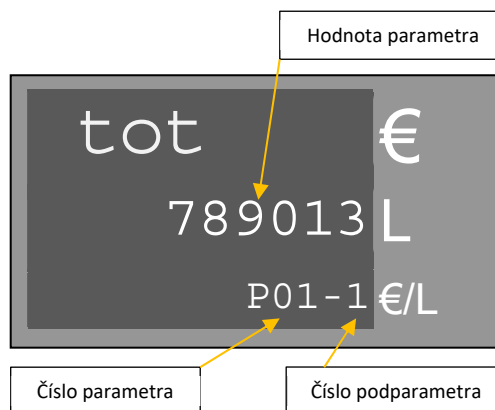 Hodnota parametra
tot €
789013 L
P01-1 €/L
Číslo parametra
Číslo podparametra